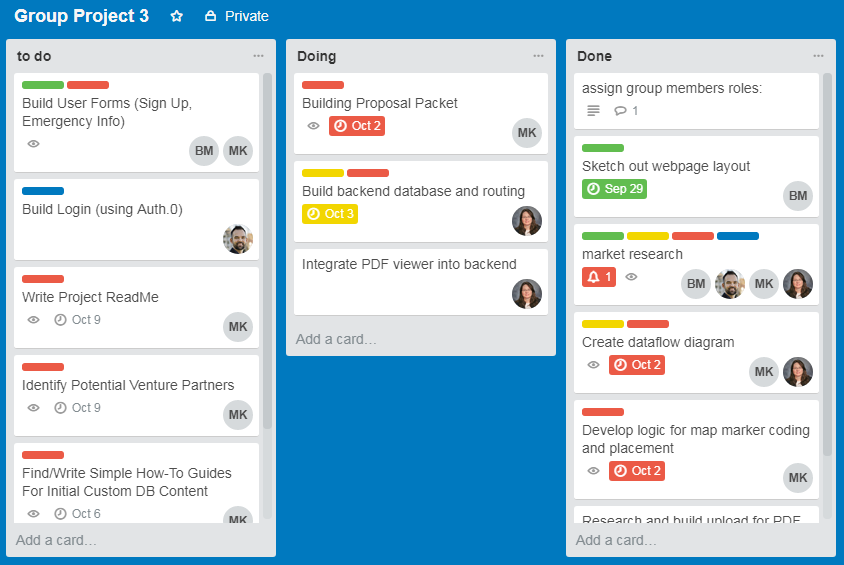 Group Project 3
Private
to do
Build User Forms (Sign Up,
Emergency Info)
BM MK
Build Login (using Auth.0)
Write Project ReadMe
Oct 9
MK
Identify Potential Venture Partners
Oct 9
MK
Find/Write Simple How-To Guides
For Initial Custom DB Content
Oct 6
MK
Add a card…
Doing
Building Proposal Packet
Oct 2
MK
Build backend database and routing
Oct 3
Integrate PDF viewer into backend
Add a card…
Done
assign group members roles:
1
Sketch out webpage layout
Sep 29
BM
market research
1
BM MK
Create dataflow diagram
Oct 2
MK
Develop logic for map marker coding
and placement
Oct 2
MK
Research and build upload for PDF
Add a card…